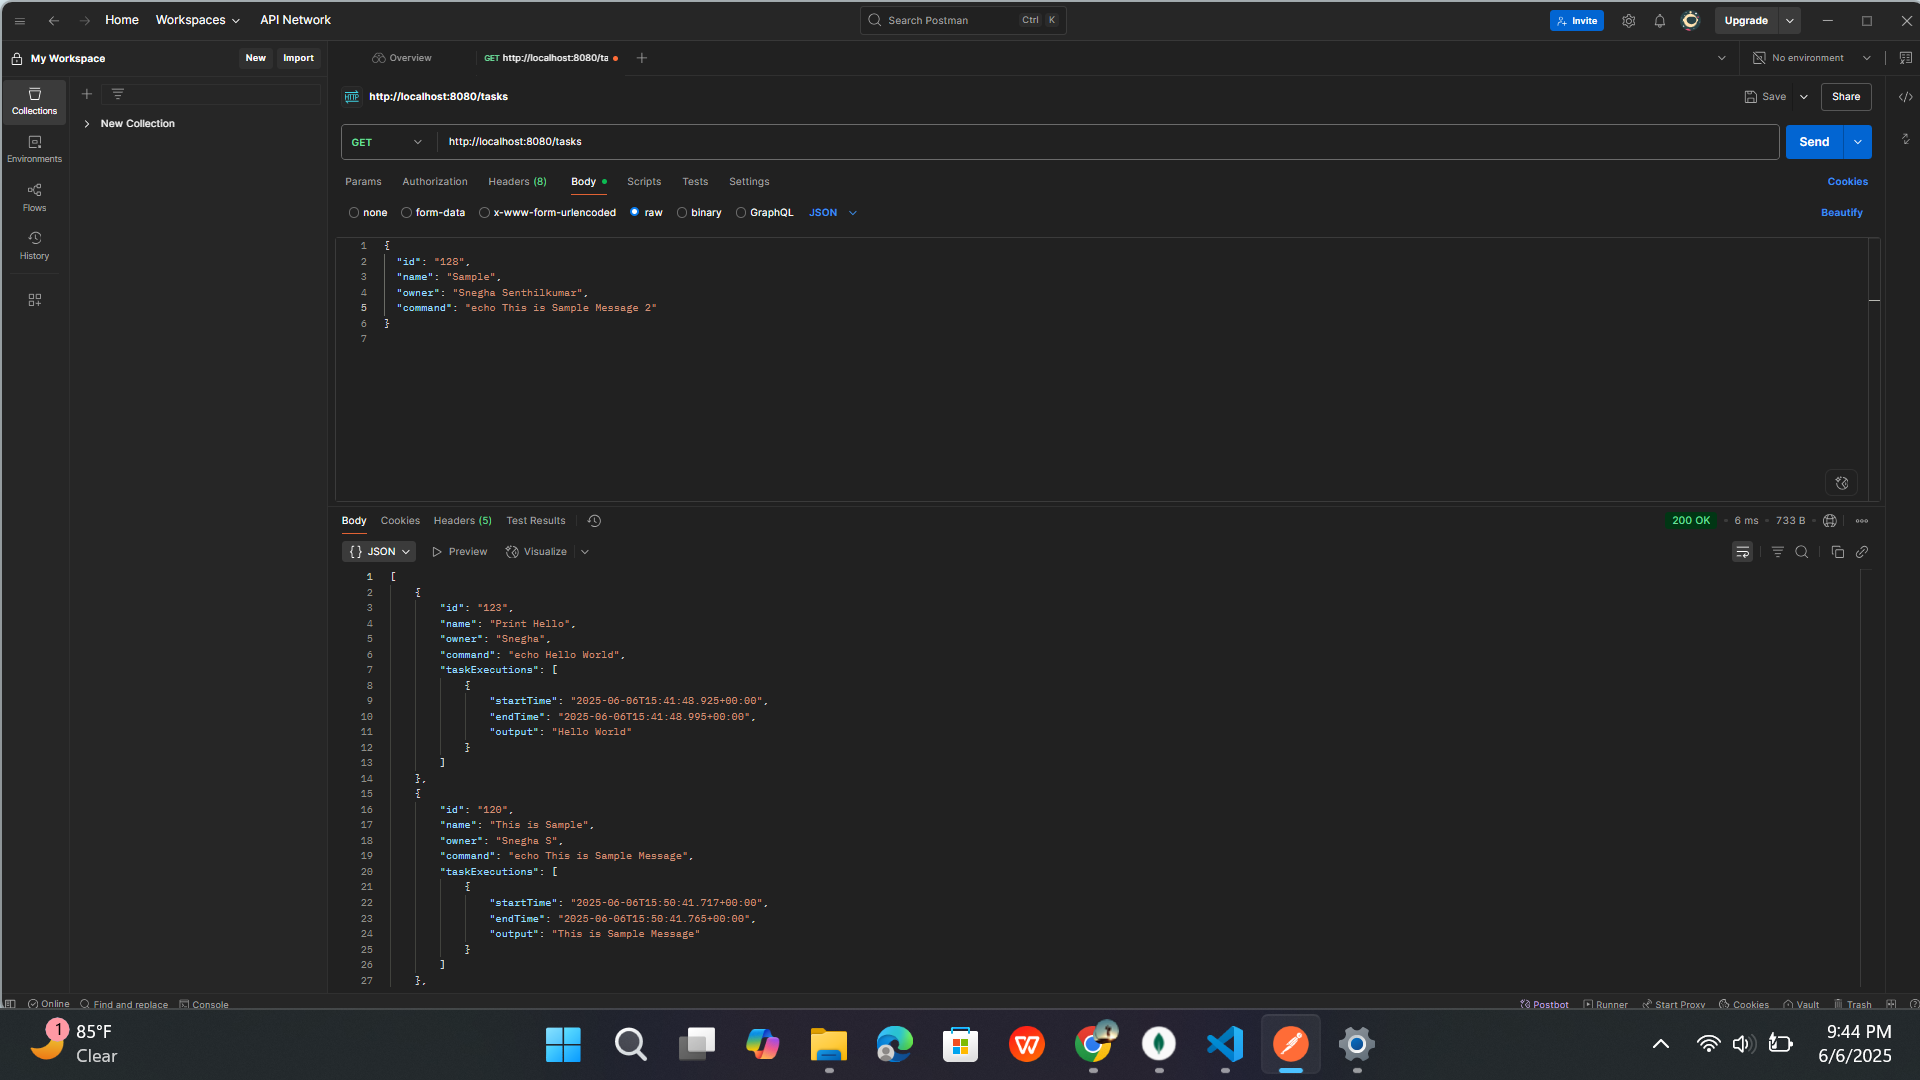 Home Workspaces API Network
Search Postman Ctrl K
Invite Upgrade
My Workspace New Import
Overview GET http://localhost:8080/ta No environment
Collections
New Collection
Environments
Flows
History
HTTP http://localhost:8080/tasks Save Share
GET http://localhost:8080/tasks Send
Params Authorization Headers (8) Body Scripts Tests Settings Cookies
none form-data x-www-form-urlencoded raw binary GraphQL JSON Beautify
1 {
2 "id": "128",
3 "name": "Sample",
4 "owner": "Snegha Senthilkumar",
5 "command": "echo This is Sample Message 2"
6 }
7
Body Cookies Headers (5) Test Results 200 OK 6 ms 733 B
{} JSON Preview Visualize
1 [
2 {
3 "id": "123",
4 "name": "Print Hello",
5 "owner": "Snegha",
6 "command": "echo Hello World",
7 "taskExecutions": [
8 {
9 "startTime": "2025-06-06T15:41:48.925+00:00",
10 "endTime": "2025-06-06T15:41:48.995+00:00",
11 "output": "Hello World"
12 }
13 ]
14 },
15 {
16 "id": "120",
17 "name": "This is Sample",
18 "owner": "Snegha S",
19 "command": "echo This is Sample Message",
20 "taskExecutions": [
21 {
22 "startTime": "2025-06-06T15:50:41.717+00:00",
23 "endTime": "2025-06-06T15:50:41.765+00:00",
24 "output": "This is Sample Message"
25 }
26 ]
27 },
Online Find and replace Console Postbot Runner Start Proxy Cookies Vault Trash
1 85°F
Clear
9:44 PM
6/6/2025